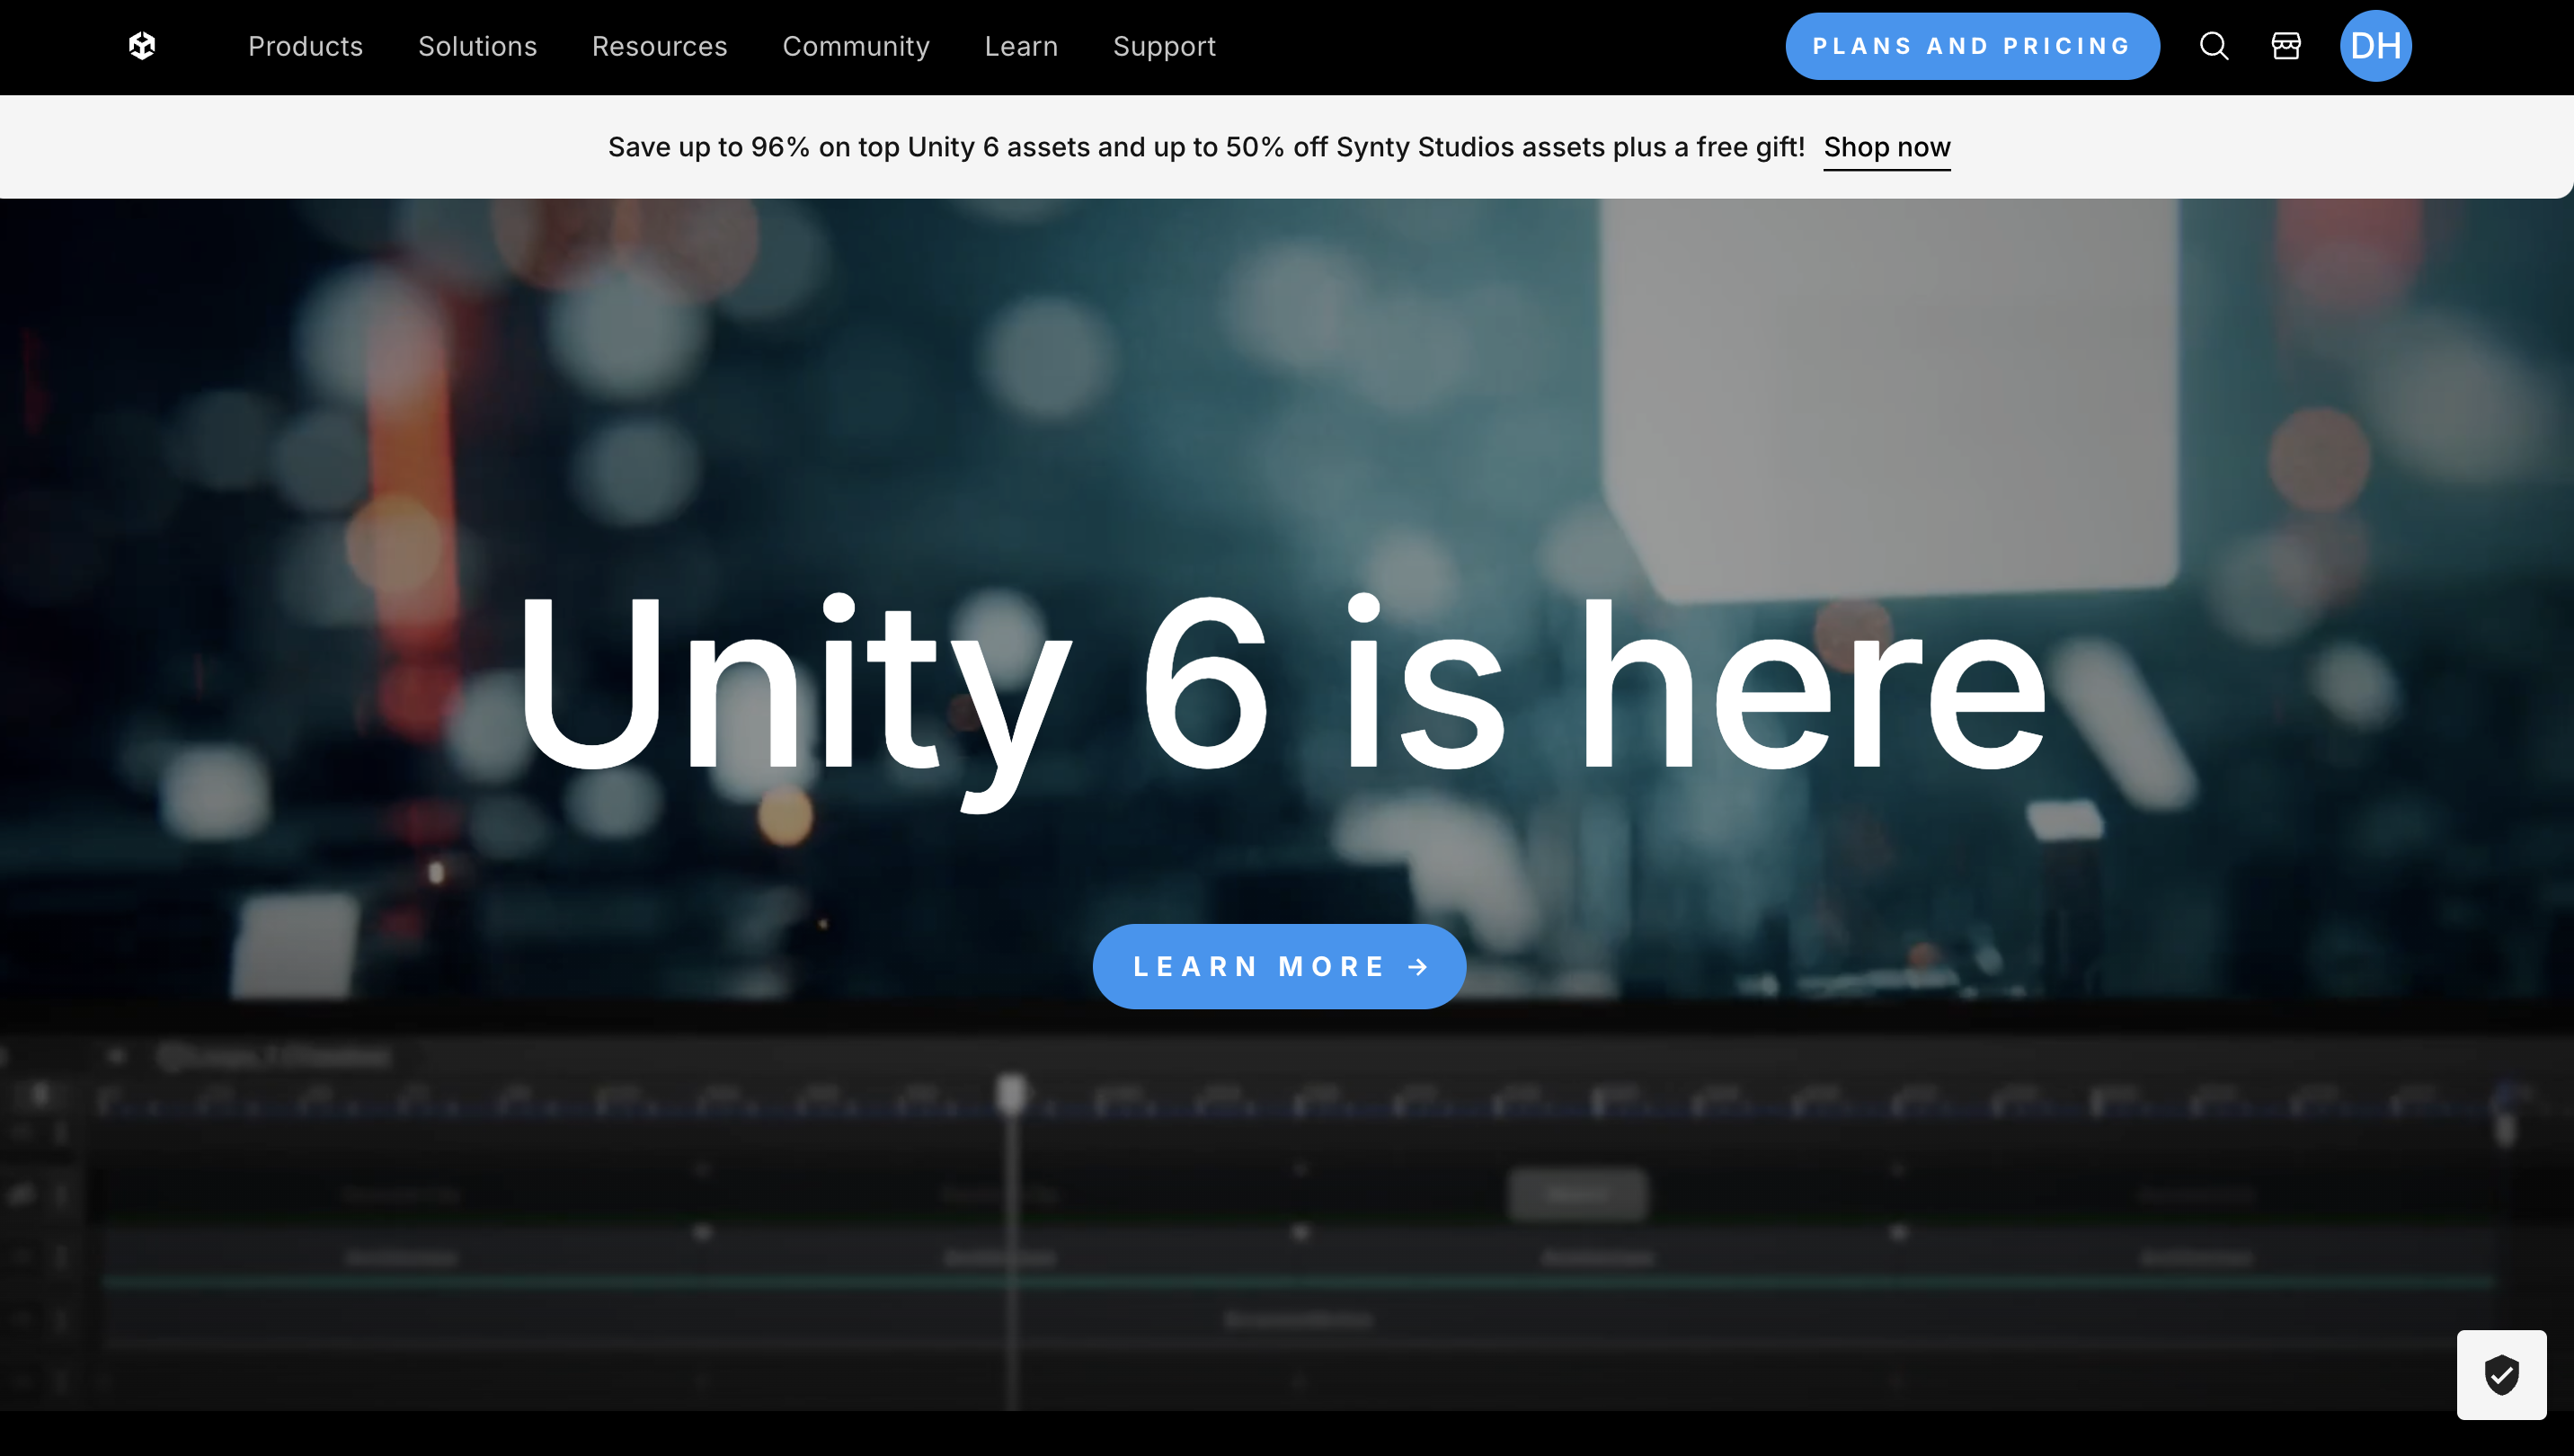 Products Solutions Resources Community Learn Support PLANS AND PRICING DH
Save up to 96% on top Unity 6 assets and up to 50% off Synty Studios assets plus a free gift! Shop now
Unity 6 is here
LEARN MORE →